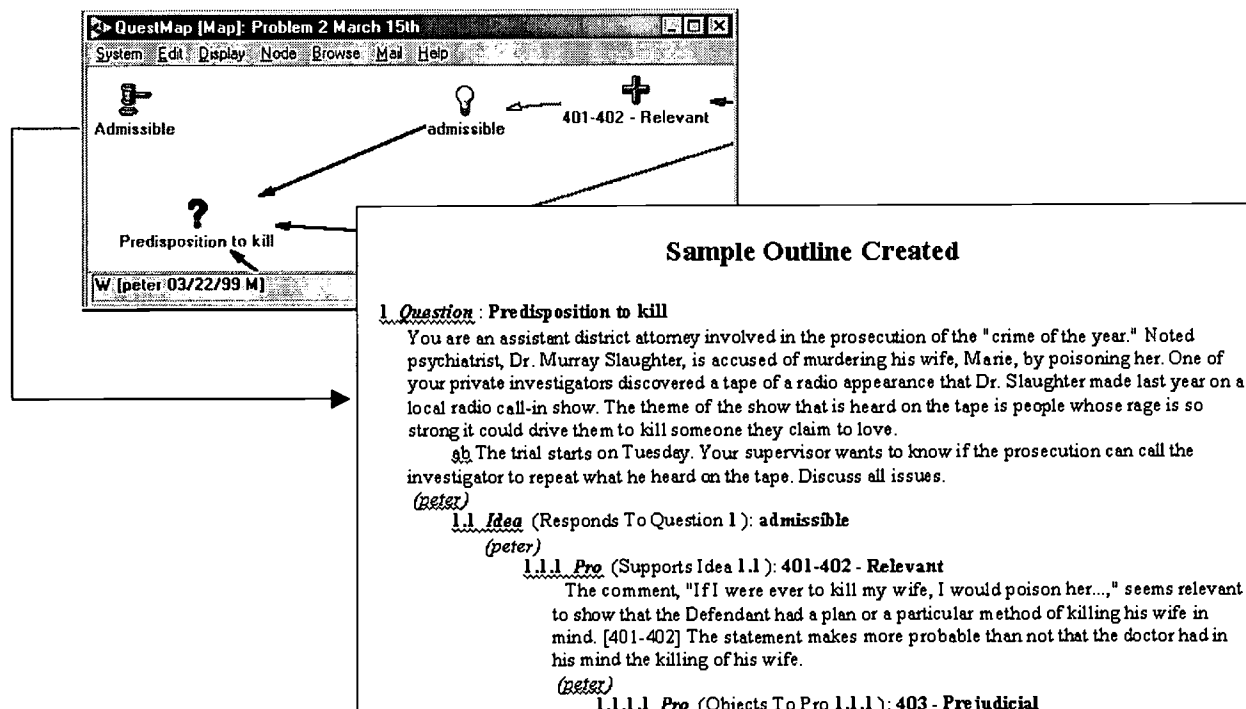 QuestMap [Map]: Problem 2 March 15th
System Edit Display Node Browse Mail Help
Admissible
admissible
401-402 - Relevant
Predisposition to kill
W [peter 03/22/99 M]
Sample Outline Created
1 Question : Predisposition to kill
You are an assistant district attorney involved in the prosecution of the "crime of the year." Noted
psychiatrist, Dr. Murray Slaughter, is accused of murdering his wife, Marie, by poisoning her. One of
your private investigators discovered a tape of a radio appearance that Dr. Slaughter made last year on a
local radio call-in show. The theme of the show that is heard on the tape is people whose rage is so
strong it could drive them to kill someone they claim to love.
ab The trial starts on Tuesday. Your supervisor wants to know if the prosecution can call the
investigator to repeat what he heard on the tape. Discuss all issues.
(peter)
1.1 Idea (Responds To Question 1 ): admissible
(peter)
1.1.1 Pro (Supports Idea 1.1 ): 401-402 - Relevant
The comment, "If I were ever to kill my wife, I would poison her...," seems relevant
to show that the Defendant had a plan or a particular method of killing his wife in
mind. [401-402] The statement makes more probable than not that the doctor had in
his mind the killing of his wife.
(peter)
1.1.1.1 Pro (Objects To Pro 1.1.1 ): 403 - Prejudicial